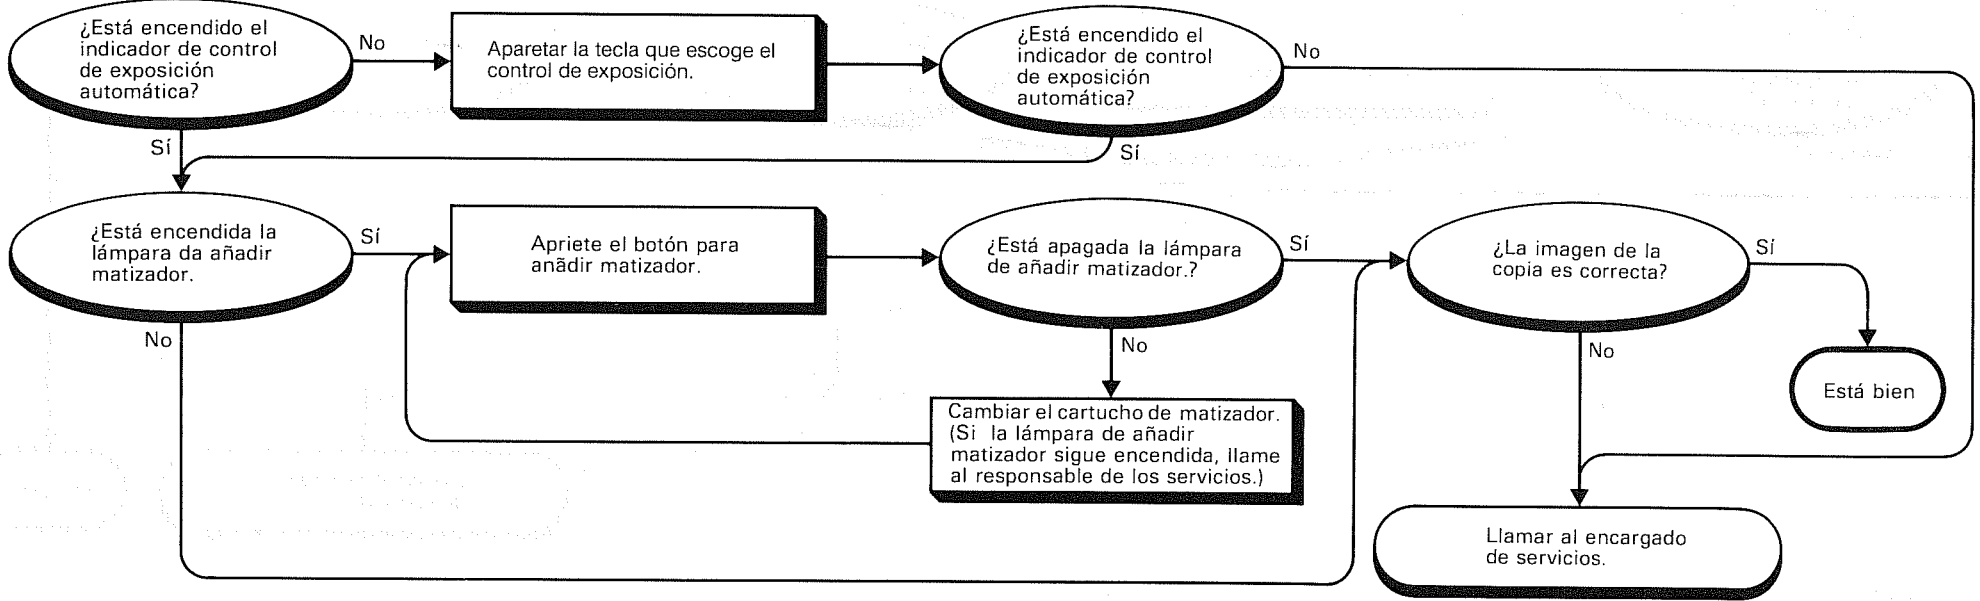 ¿Está encendido el
indicador de control
de exposición
automática?
No
Aparetar la tecla que escoge el
control de exposición.
¿Está encendido el
indicador de control
de exposición
automática?
No
Sí
Sí
¿Está encendida la
lámpara da añadir
matizador.
Sí
Apriete el botón para
anãdir matizador.
¿Está apagada la lámpara
de añadir matizador.?
Sí
¿La imagen de la
copia es correcta?
Sí
No
No
No
Está bien
Cambiar el cartucho de matizador.
(Si la lámpara de añadir
matizador sigue encendida, llame
al responsable de los servicios.)
Llamar al encargado
de servicios.